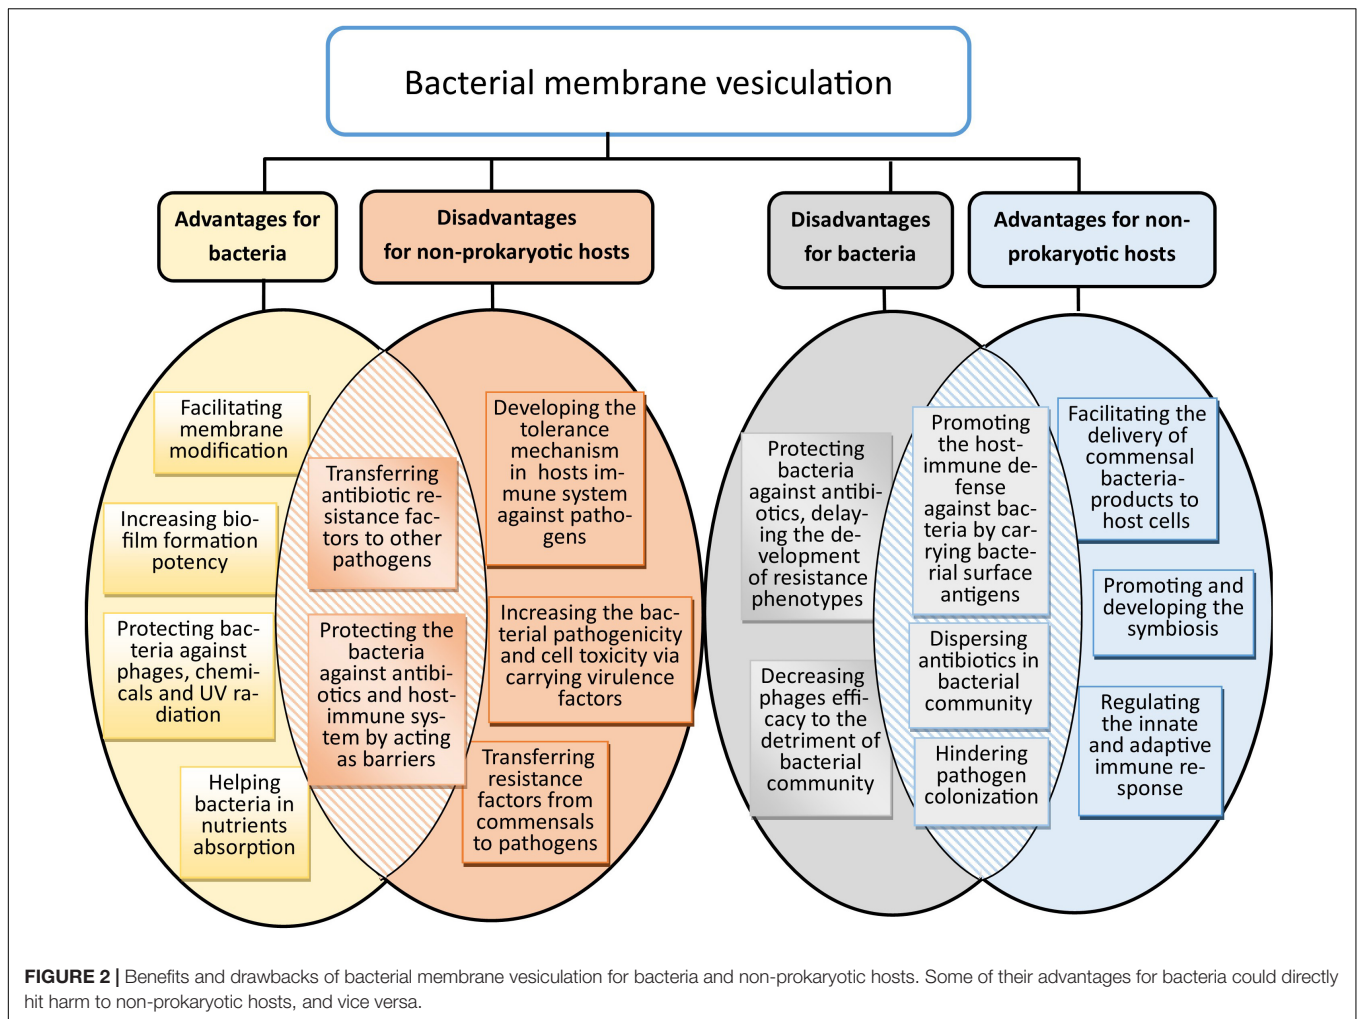 Bacterial membrane vesiculation
Advantages for
bacteria
Disadvantages
for non-prokaryotic hosts
Disadvantages
for bacteria
Advantages for non-
prokaryotic hosts
Facilitating
membrane
modification
Increasing bio-
film formation
potency
Protecting bac-
teria against
phages, chemi-
cals and UV ra-
diation
Helping
bacteria in
nutrients
absorption
Transferring
antibiotic re-
sistance fac-
tors to other
pathogens
Protecting the
bacteria
against antibi-
otics and host-
immune sys-
tem by acting
as barriers
Developing the
tolerance
mechanism
in hosts im-
mune system
against patho-
gens
Increasing the bac-
terial pathogenicity
and cell toxicity via
carrying virulence
factors
Transferring
resistance
factors from
commensals
to pathogens
Protecting
bacteria
against antibi-
otics, delay-
ing the de-
velopment
of resistance
phenotypes
Decreasing
phages effi-
cacy to the
detriment of
bacterial
community
Promoting
the host-
immune de-
fense
against bac-
teria by car-
rying bacte-
rial surface
antigens
Dispersing
antibiotics in
bacterial
community
Hindering
pathogen
colonization
Facilitating the
delivery of
commensal
bacteria-
products to
host cells
Promoting and
developing the
symbiosis
Regulating
the innate
and adaptive
immune re-
sponse
FIGURE 2 | Benefits and drawbacks of bacterial membrane vesiculation for bacteria and non-prokaryotic hosts. Some of their advantages for bacteria could directly
hit harm to non-prokaryotic hosts, and vice versa.